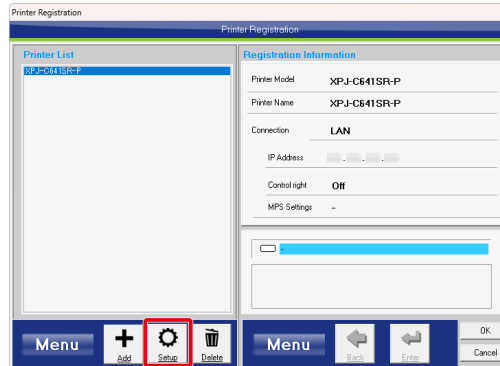 Printer Registration
Printer Registration
Printer List
XPJ-C641SR-P
Menu
Add
Setup
Delete
Registration Information
Printer Model XPJ-C641SR-P
Printer Name XPJ-C641SR-P
Connection LAN
IP Address . . .
Control right Off
MPS Settings -
-
Menu
Back
Enter
OK
Cancel